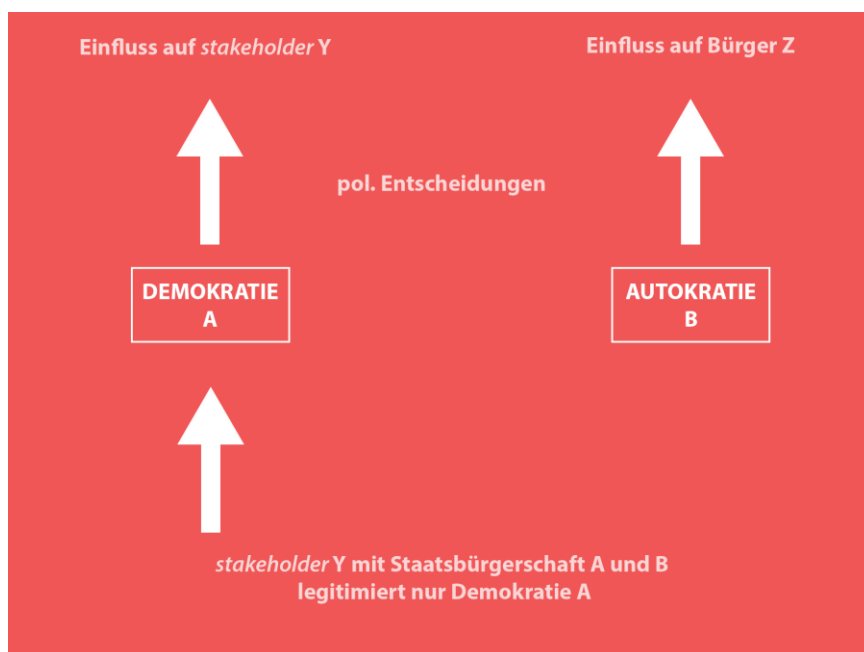 Einfluss auf stakeholder Y
Einfluss auf Bürger Z
pol. Entscheidungen
DEMOKRATIE
A
AUTOKRATIE
B
stakeholder Y mit Staatsbürgerschaft A und B
legitimiert nur Demokratie A